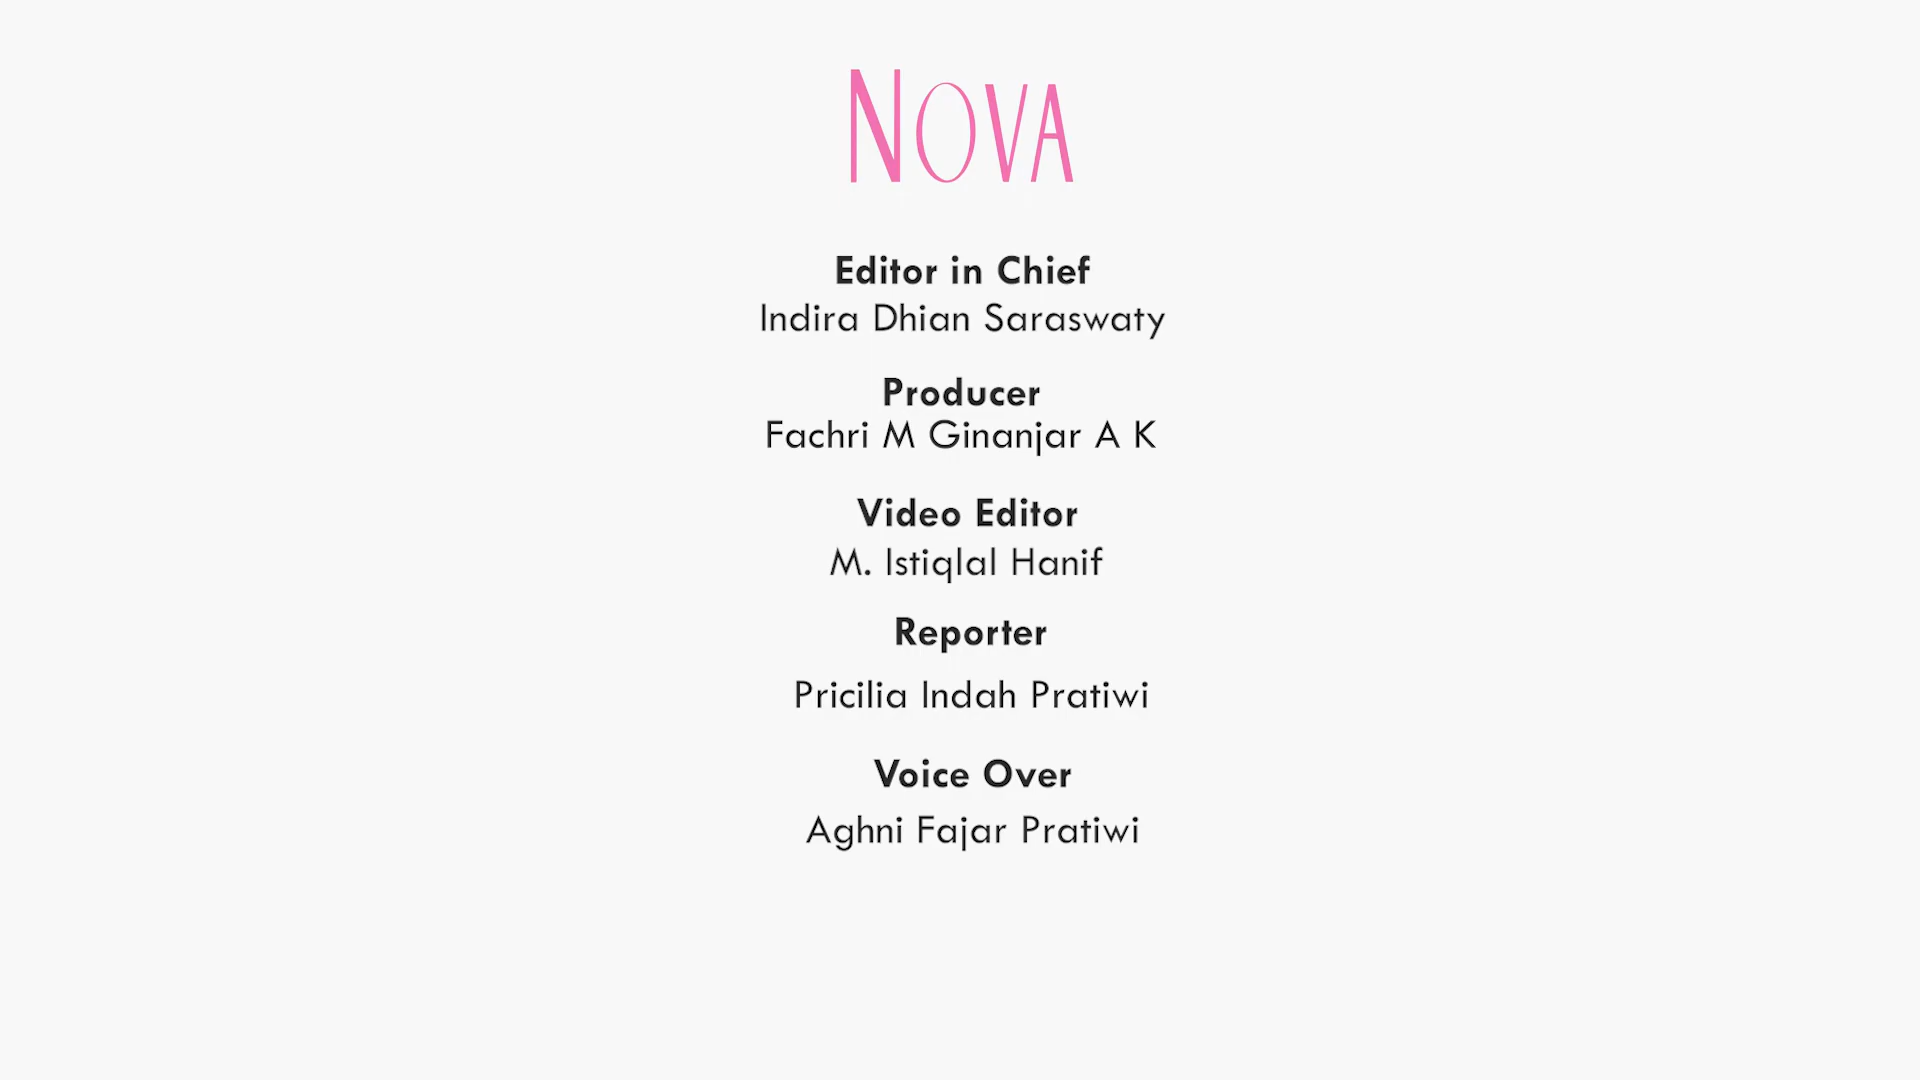 NOVA
Editor in Chief
Indira Dhian Saraswaty
Producer
Fachri M Ginanjar A K
Video Editor
M. Istiqlal Hanif
Reporter
Pricilia Indah Pratiwi
Voice Over
Aghni Fajar Pratiwi